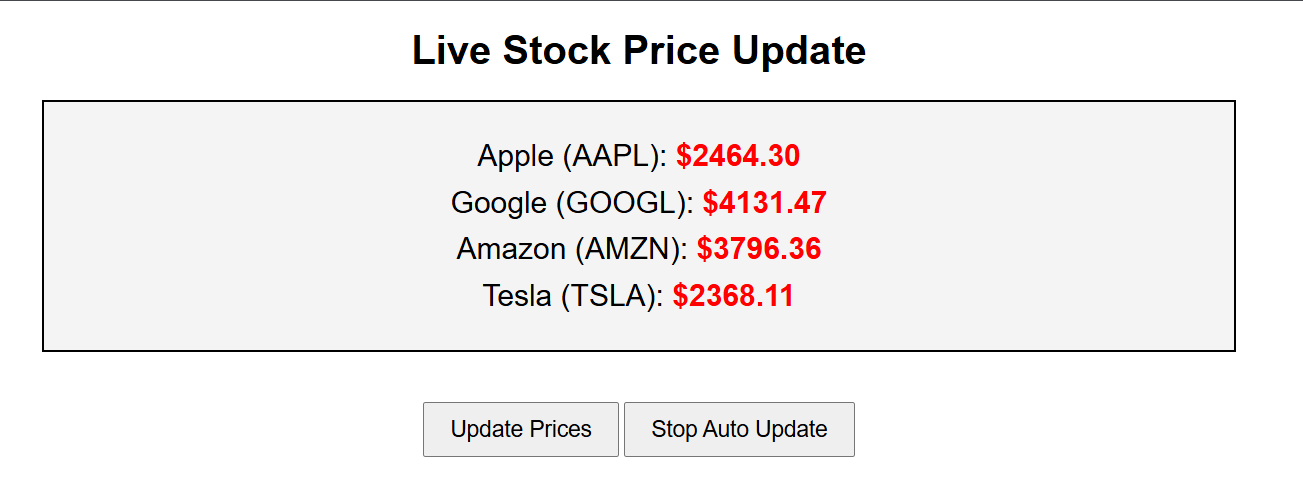 Live Stock Price Update
Apple (AAPL): $2464.30
Google (GOOGL): $4131.47
Amazon (AMZN): $3796.36
Tesla (TSLA): $2368.11
Update Prices Stop Auto Update